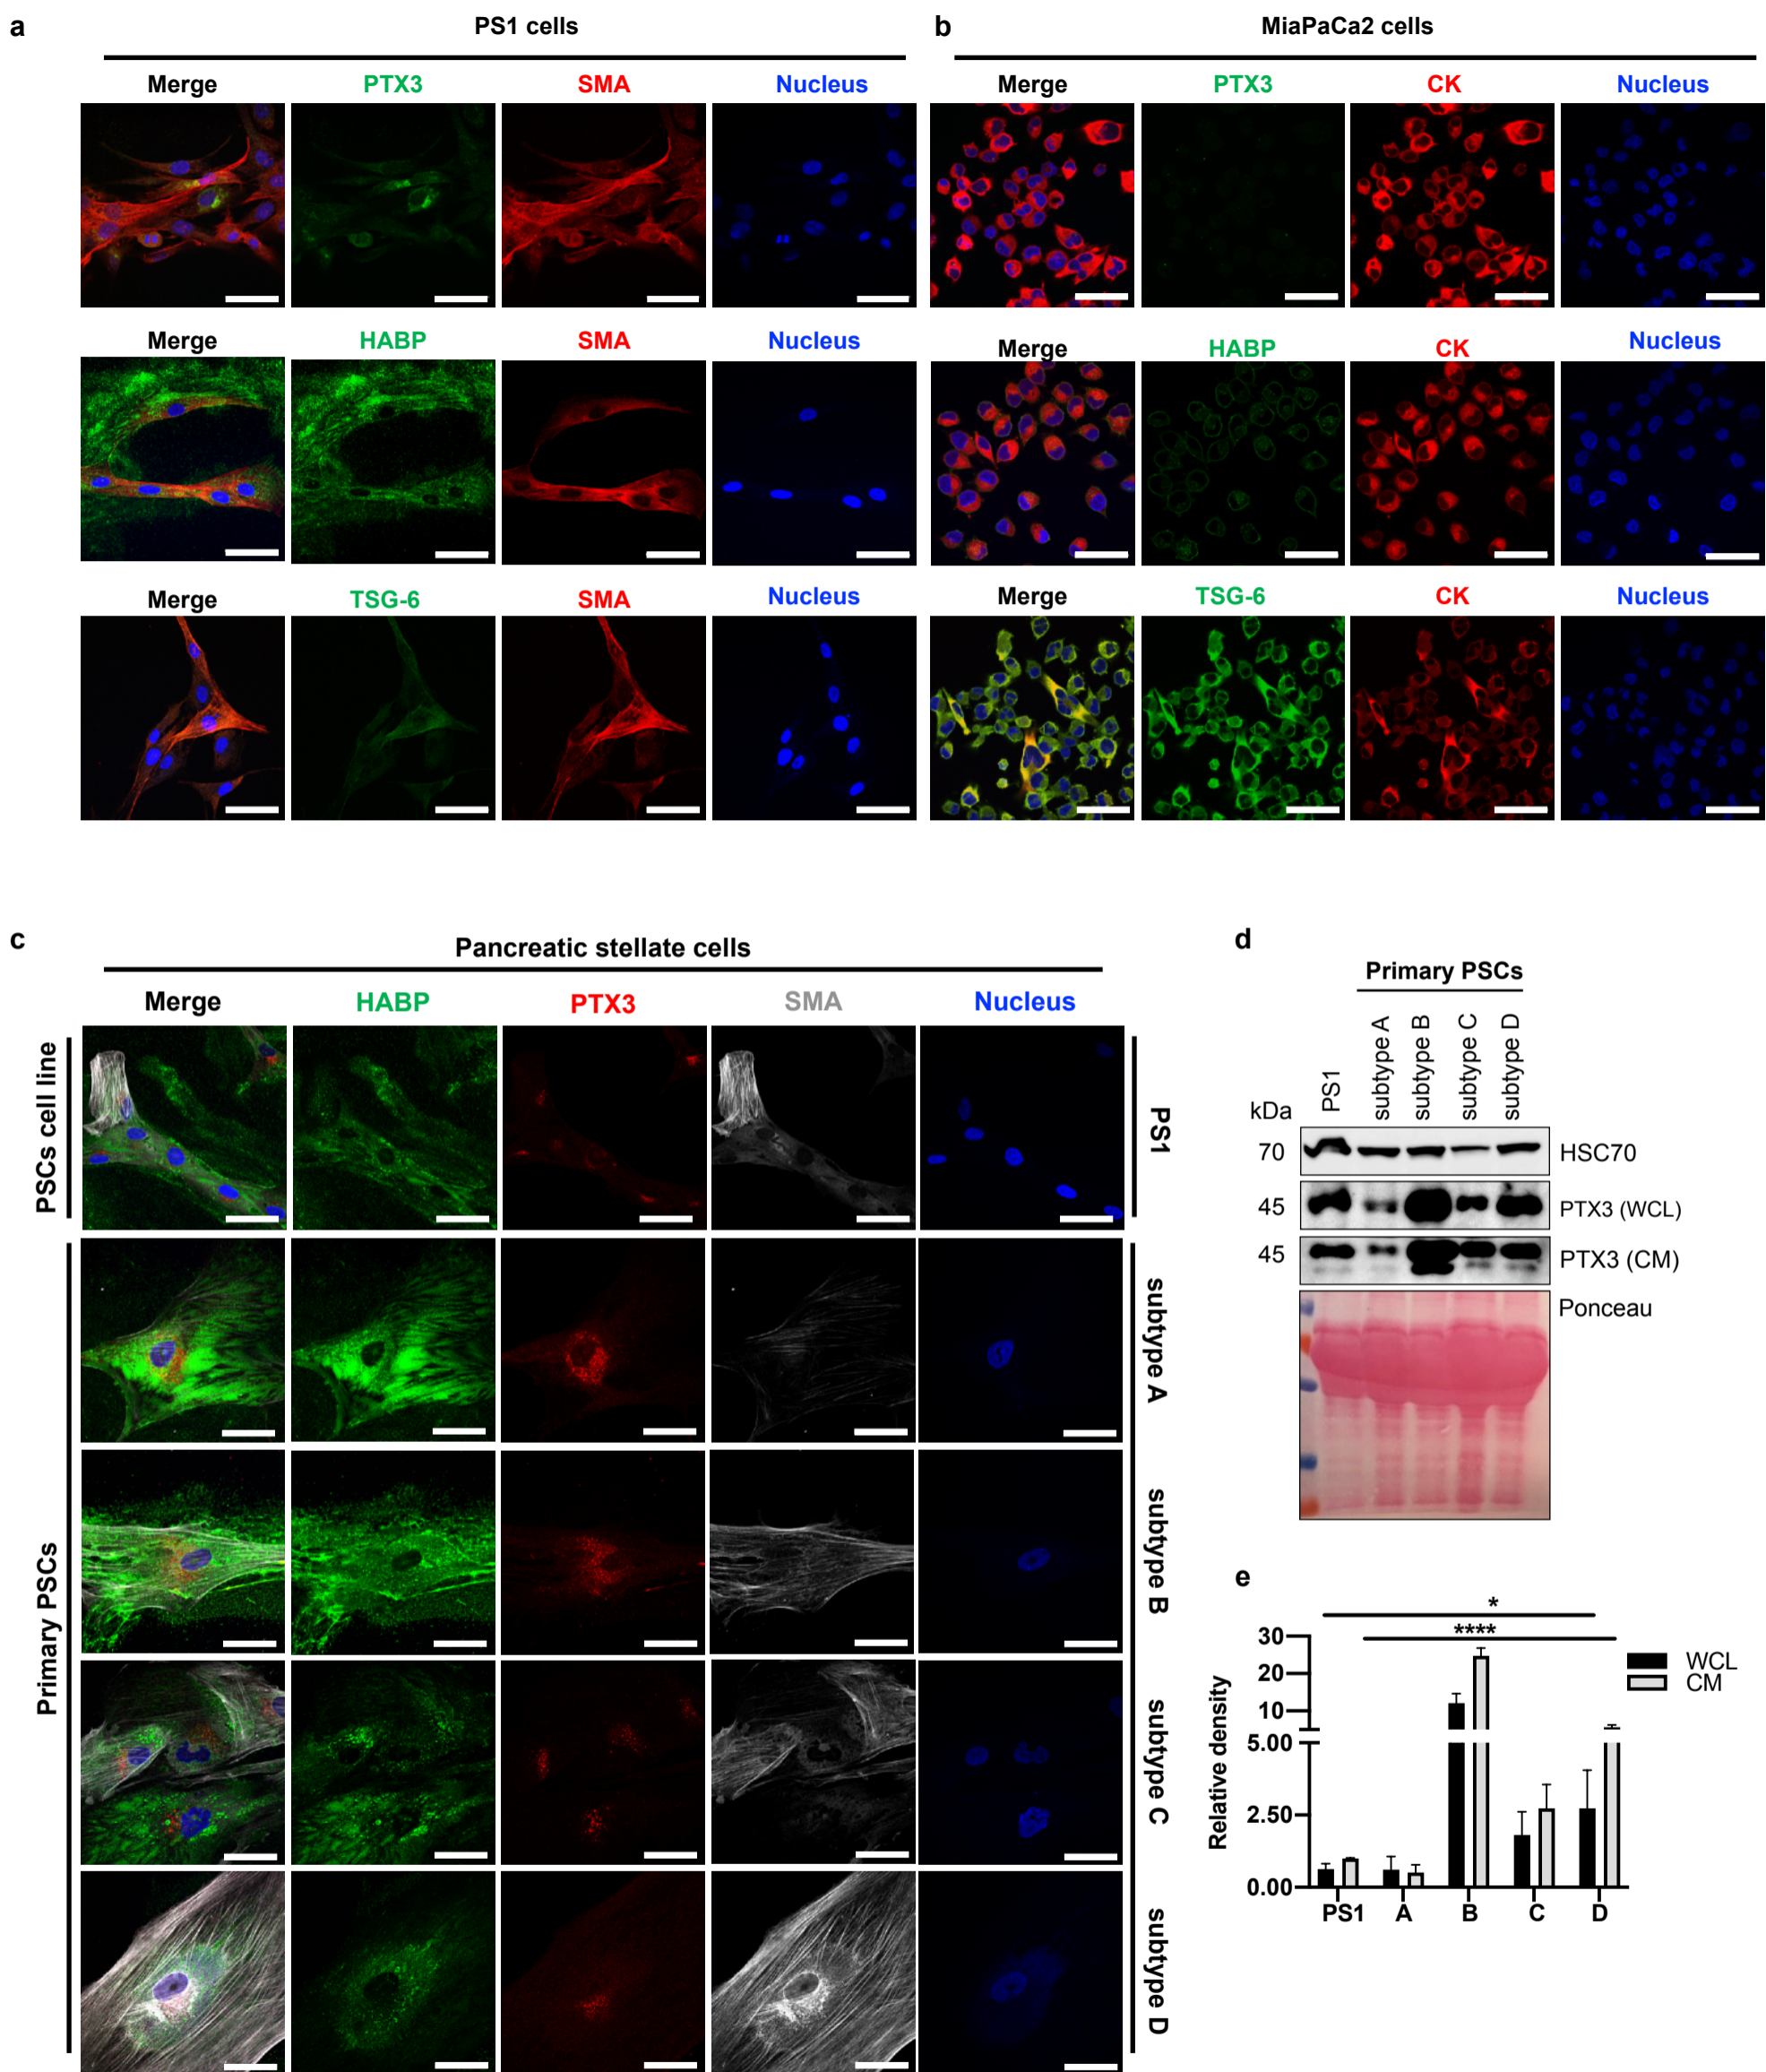 a
PS1 cells
Merge PTX3 SMA Nucleus
Merge HABP SMA Nucleus
Merge TSG-6 SMA Nucleus
b
MiaPaCa2 cells
Merge PTX3 CK Nucleus
Merge HABP CK Nucleus
Merge TSG-6 CK Nucleus
c
Pancreatic stellate cells
Merge HABP PTX3 SMA Nucleus
PSCs cell line
PS1
Primary PSCs
subtype A
subtype B
subtype C
subtype D
d
Primary PSCs
kDa PS1 subtype A subtype B subtype C subtype D
70 HSC70
45 PTX3 (WCL)
45 PTX3 (CM)
Ponceau
e
*
****
30
20
10
5.00
2.50
0.00
Relative density
WCL
CM
PS1 A B C D